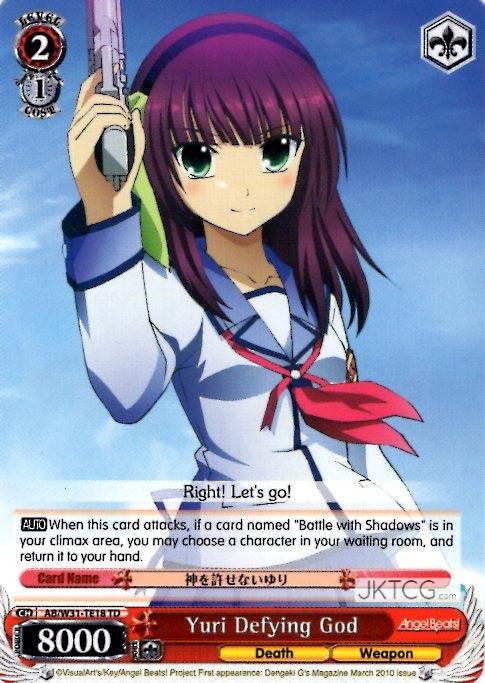 LEVEL
2
1
COST
Right! Let's go!
AUTO When this card attacks, if a card named "Battle with Shadows" is in
your climax area, you may choose a character in your waiting room, and
return it to your hand.
Card Name 神を許せないゆり
JKTCG.com
CH AB/W31-TE18 TD
Yuri Defying God
Angel Beats!
8000
Death Weapon
©VisualArt's/Key/Angel Beats! Project First appearance: Dengeki G's Magazine March 2010 issue